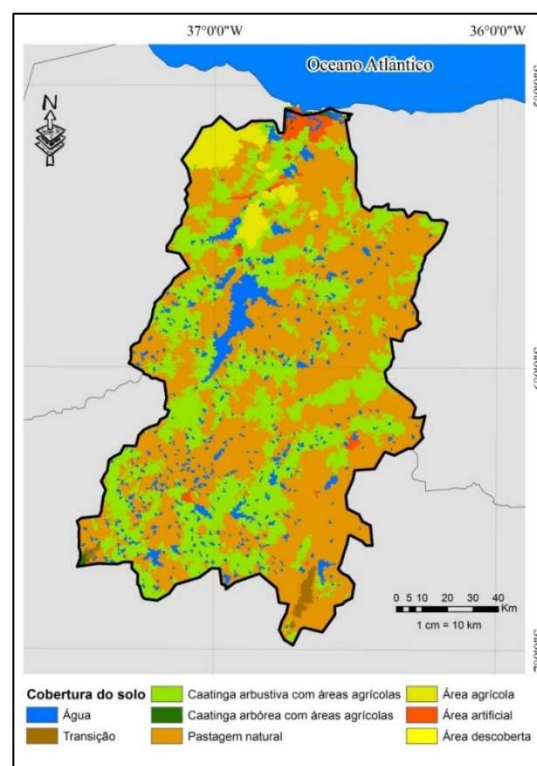 37°0'0"W 36°0'0"W
Oceano Atlântico
N
0 5 10 20 30 40
Km
1 cm = 10 km
Cobertura do solo
Água
Transição
Caatinga arbustiva com áreas agrícolas
Caatinga arbórea com áreas agrícolas
Pastagem natural
Área agrícola
Área artificial
Área descoberta